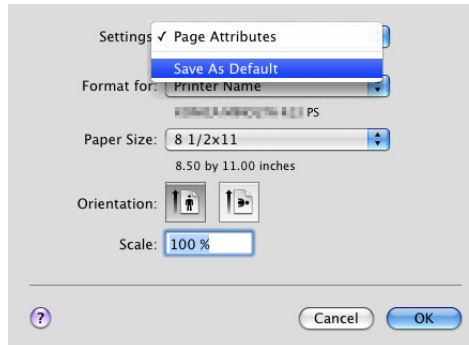 Settings ✓ Page Attributes
Save As Default
Format for: Printer Name
PS
Paper Size: 8 1/2x11
8.50 by 11.00 inches
Orientation:
Scale: 100 %
? Cancel OK